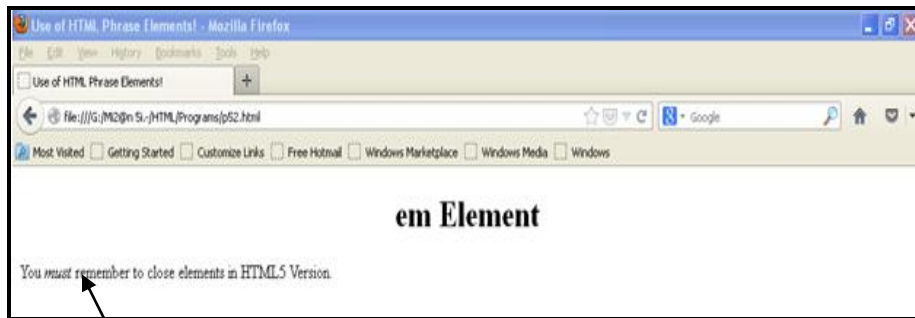 Use of HTML Phrase Elements! - Mozilla Firefox
File Edit View History Bookmarks Tools Help
Use of HTML Phrase Elements! +
Google
Most Visited Getting Started Customize Links Free Hotmail Windows Marketplace Windows Media Windows
em Element
You must remember to close elements in HTML5 Version.